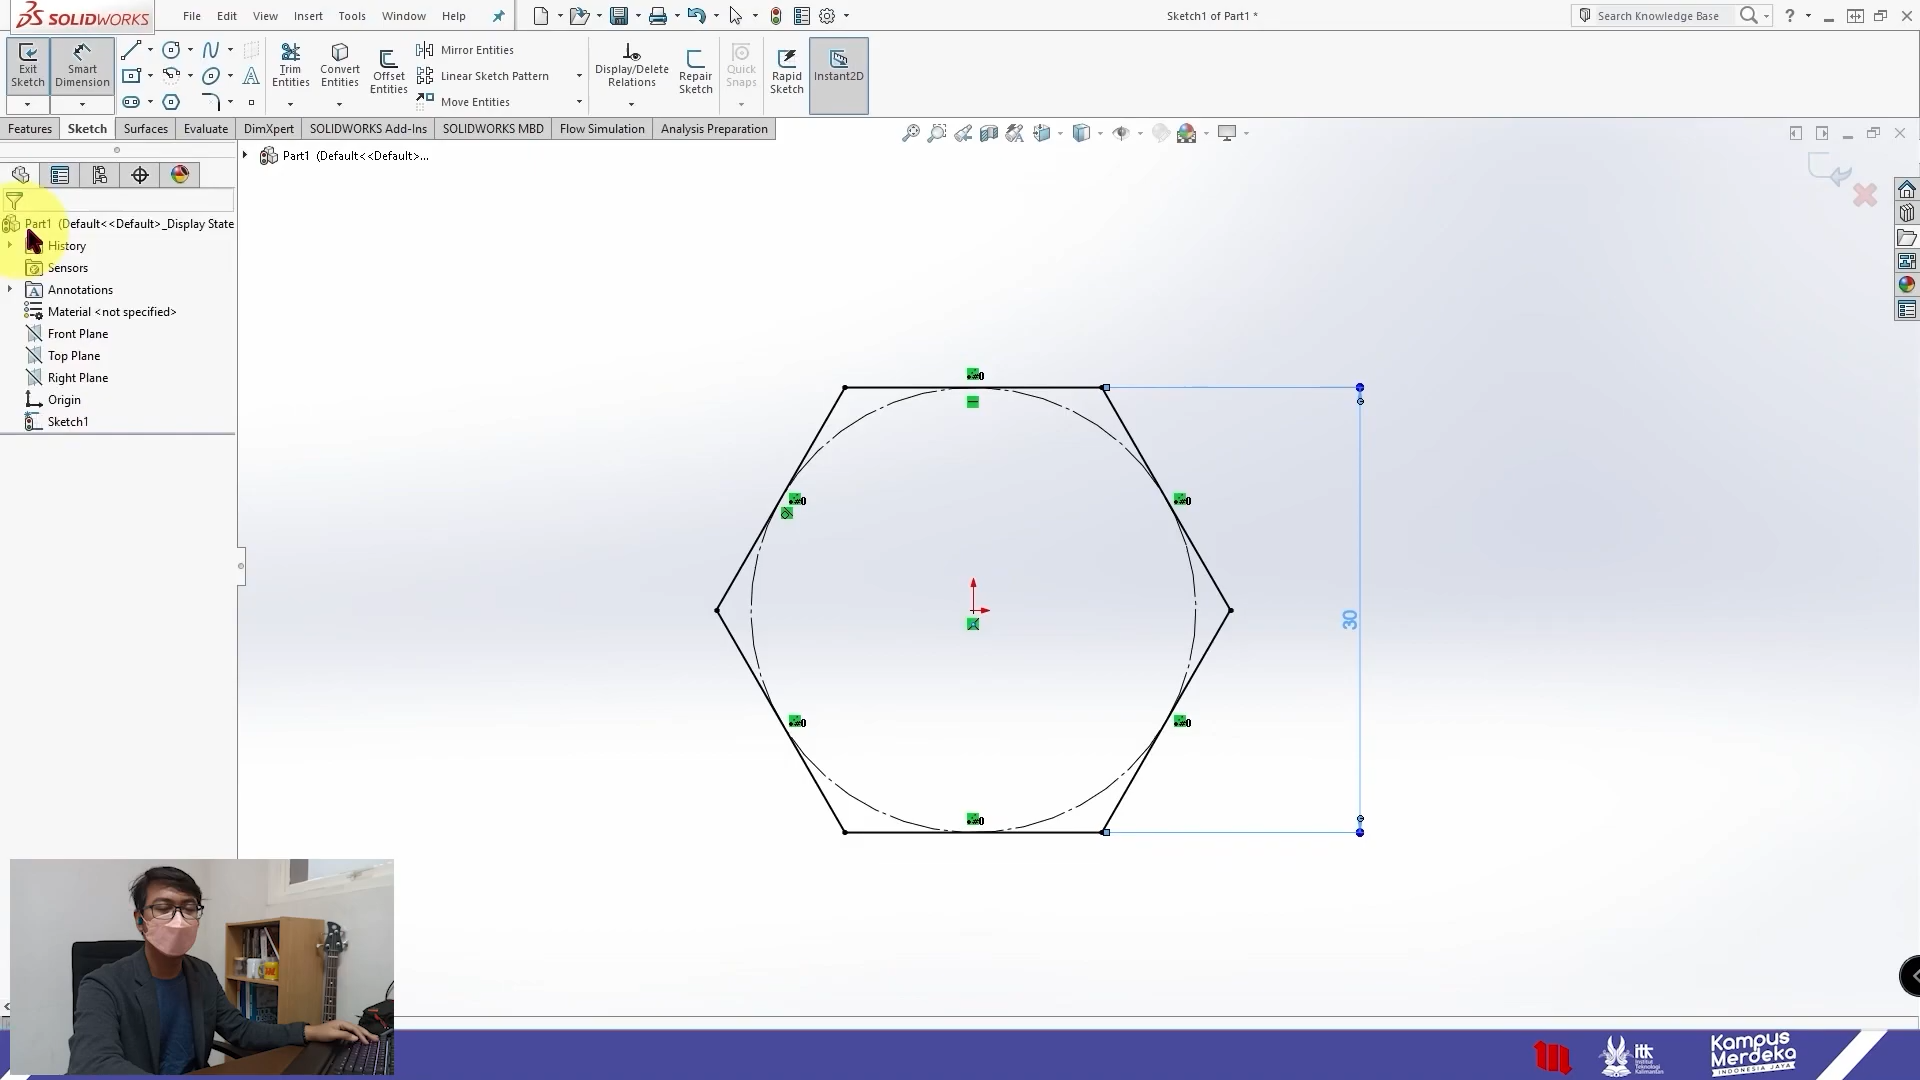 SOLIDWORKS
File Edit View Insert Tools Window Help
Sketch1 of Part1 *
Search Knowledge Base
?
Exit Sketch
Smart Dimension
Trim Entities
Convert Entities
Offset Entities
Mirror Entities
Linear Sketch Pattern
Move Entities
Display/Delete Relations
Repair Sketch
Quick Snaps
Rapid Sketch
Instant2D
Features Sketch Surfaces Evaluate DimXpert SOLIDWORKS Add-Ins SOLIDWORKS MBD Flow Simulation Analysis Preparation
Part1 (Default<<Default>...
Part1 (Default<<Default>_Display State
History
Sensors
Annotations
Material <not specified>
Front Plane
Top Plane
Right Plane
Origin
Sketch1
30
itk
Institut Teknologi Kalimantan
Kampus
Merdeka
INDONESIA JAYA